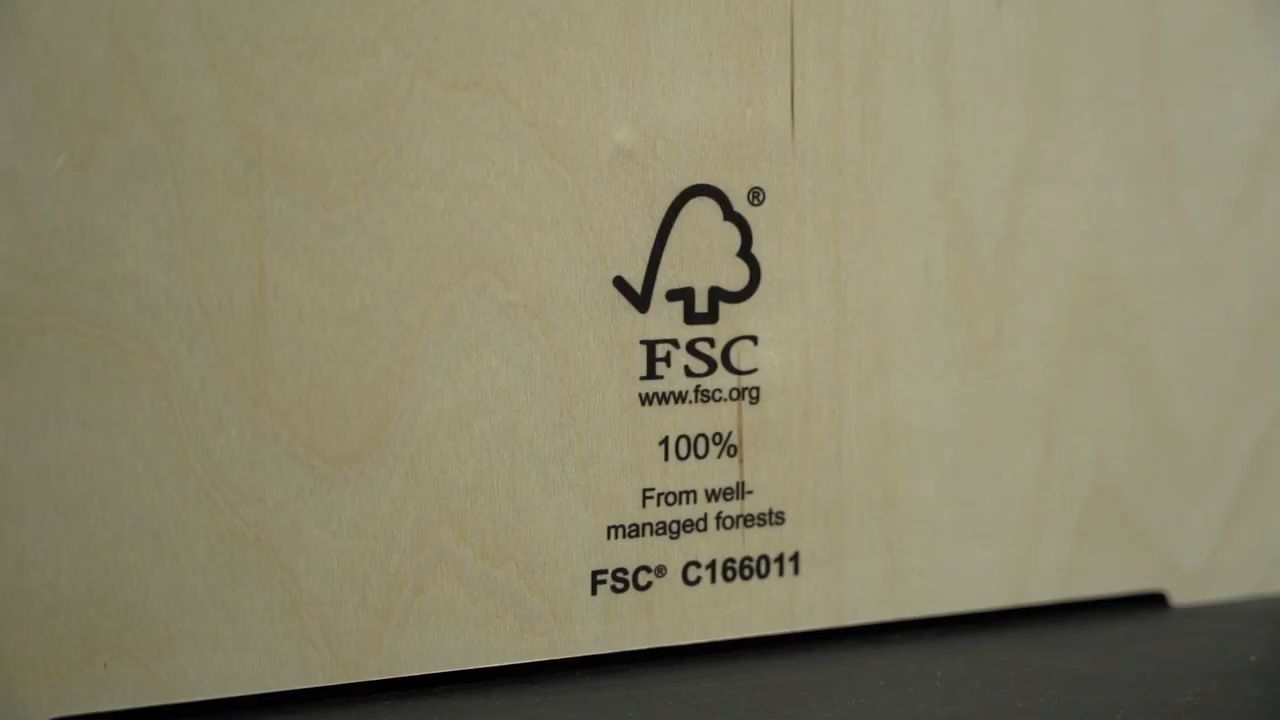 ®
FSC
www.fsc.org
100%
From well-
managed forests
FSC® C166011